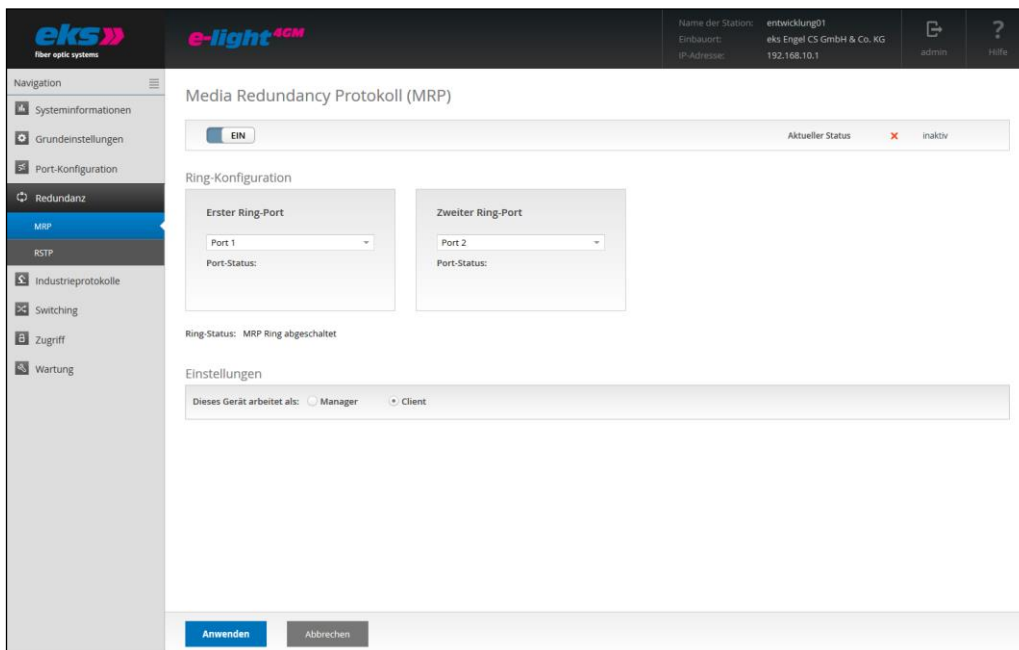 eks
fiber optic systems
e-light 4GM
Name der Station: entwicklung01
Einbauort: eks Engel CS GmbH & Co. KG
IP-Adresse: 192.168.10.1
admin
?
Hilfe
Navigation
Systeminformationen
Grundeinstellungen
Port-Konfiguration
Redundanz
MRP
RSTP
Industrieprotokolle
Switching
Zugriff
Wartung
Media Redundancy Protokoll (MRP)
EIN
Aktueller Status inaktiv
Ring-Konfiguration
Erster Ring-Port
Port 1
Port-Status:
Zweiter Ring-Port
Port 2
Port-Status:
Ring-Status: MRP Ring abgeschaltet
Einstellungen
Dieses Gerät arbeitet als: Manager Client
Anwenden
Abbrechen